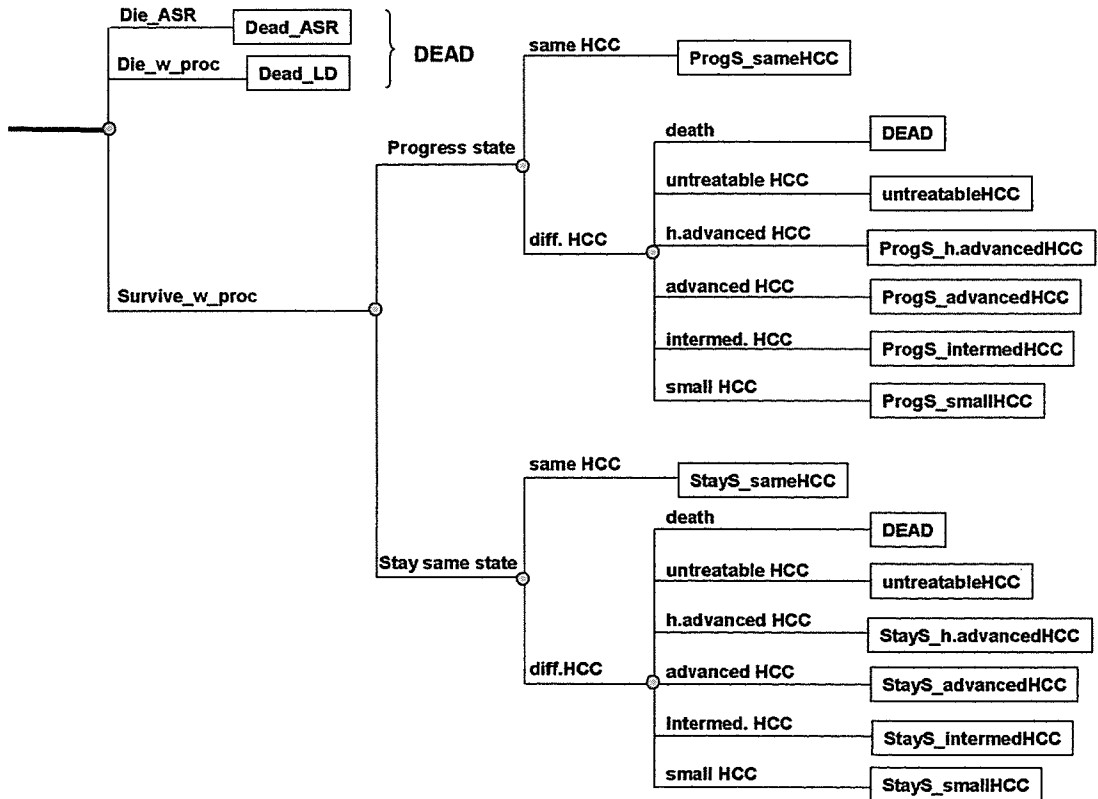 Die_ASR
Dead_ASR
Die_w_proc
Dead_LD
DEAD
Survive_w_proc
Progress state
same HCC
ProgS_sameHCC
diff. HCC
death
DEAD
untreatable HCC
untreatableHCC
h.advanced HCC
ProgS_h.advancedHCC
advanced HCC
ProgS_advancedHCC
intermed. HCC
ProgS_intermedHCC
small HCC
ProgS_smallHCC
Stay same state
same HCC
StayS_sameHCC
diff.HCC
death
DEAD
untreatable HCC
untreatableHCC
h.advanced HCC
StayS_h.advancedHCC
advanced HCC
StayS_advancedHCC
intermed. HCC
StayS_intermedHCC
small HCC
StayS_smallHCC